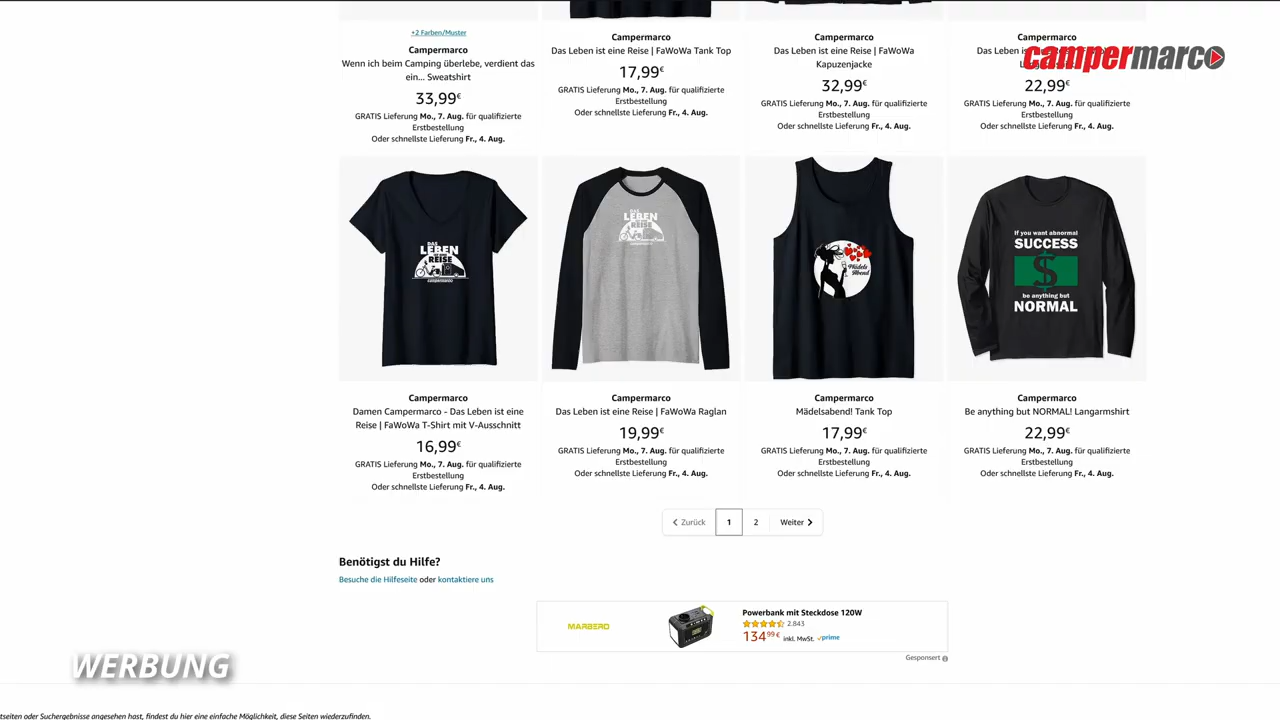 +2 Farben/Muster
Campermarco
Wenn ich beim Camping überlebe, verdient das
ein... Sweatshirt
33,99€
GRATIS Lieferung Mo., 7. Aug. für qualifizierte
Erstbestellung
Oder schnellste Lieferung Fr., 4. Aug.
Campermarco
Das Leben ist eine Reise | FaWoWa Tank Top
17,99€
GRATIS Lieferung Mo., 7. Aug. für qualifizierte
Erstbestellung
Oder schnellste Lieferung Fr., 4. Aug.
Campermarco
Das Leben ist eine Reise | FaWoWa
Kapuzenjacke
32,99€
GRATIS Lieferung Mo., 7. Aug. für qualifizierte
Erstbestellung
Oder schnellste Lieferung Fr., 4. Aug.
Campermarco
Das Leben
22,99€
GRATIS Lieferung Mo., 7. Aug. für qualifizierte
Erstbestellung
Oder schnellste Lieferung Fr., 4. Aug.
campermarco
DAS
LEBEN
REISE
campermarco
DAS
LEBEN
REISE
Mädels
Abend
If you want abnormal
SUCCESS
$
be anything but
NORMAL
Campermarco
Damen Campermarco - Das Leben ist eine
Reise | FaWoWa T-Shirt mit V-Ausschnitt
16,99€
GRATIS Lieferung Mo., 7. Aug. für qualifizierte
Erstbestellung
Oder schnellste Lieferung Fr., 4. Aug.
Campermarco
Das Leben ist eine Reise | FaWoWa Raglan
19,99€
GRATIS Lieferung Mo., 7. Aug. für qualifizierte
Erstbestellung
Oder schnellste Lieferung Fr., 4. Aug.
Campermarco
Mädelsabend! Tank Top
17,99€
GRATIS Lieferung Mo., 7. Aug. für qualifizierte
Erstbestellung
Oder schnellste Lieferung Fr., 4. Aug.
Campermarco
Be anything but NORMAL! Langarmshirt
22,99€
GRATIS Lieferung Mo., 7. Aug. für qualifizierte
Erstbestellung
Oder schnellste Lieferung Fr., 4. Aug.
Zurück 1 2 Weiter
Benötigst du Hilfe?
Besuche die Hilfeseite oder kontaktiere uns
MARBERO
Powerbank mit Steckdose 120W
2.843
134,99 € inkl. MwSt. prime
Gesponsert
WERBUNG
tseiten oder Suchergebnisse angesehen hast, findest du hier eine einfache Möglichkeit, diese Seiten wiederzufinden.